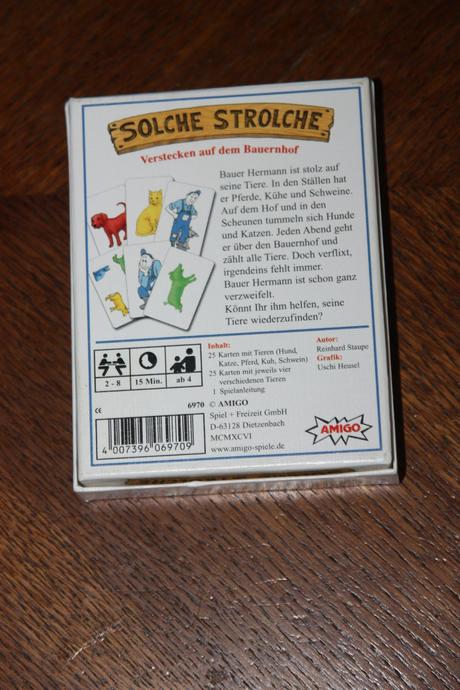 SOLCHE STROLCHE
Verstecken auf dem Bauernhof
Bauer Hermann ist stolz auf
seine Tiere. In den Ställen hat
er Pferde, Kühe und Schweine.
Auf dem Hof und in den
Scheunen tummeln sich Hunde
und Katzen. Jeden Abend geht
er über den Bauernhof und
zählt alle Tiere. Doch verflixt,
irgendeins fehlt immer.
Bauer Hermann ist schon ganz
verzweifelt.
Könnt Ihr ihm helfen, seine
Tiere wiederzufinden?
2 - 8
15 Min.
ab 4
Inhalt:
25 Karten mit Tieren (Hund,
Katze, Pferd, Kuh, Schwein)
25 Karten mit jeweils vier
verschiedenen Tieren
1 Spielanleitung
Autor:
Reinhard Staupe
Grafik:
Uschi Heusel
CE
6970
4007396069709
© AMIGO
Spiel + Freizeit GmbH
D-63128 Dietzenbach
MCMXCVI
www.amigo-spiele.de
AMIGO